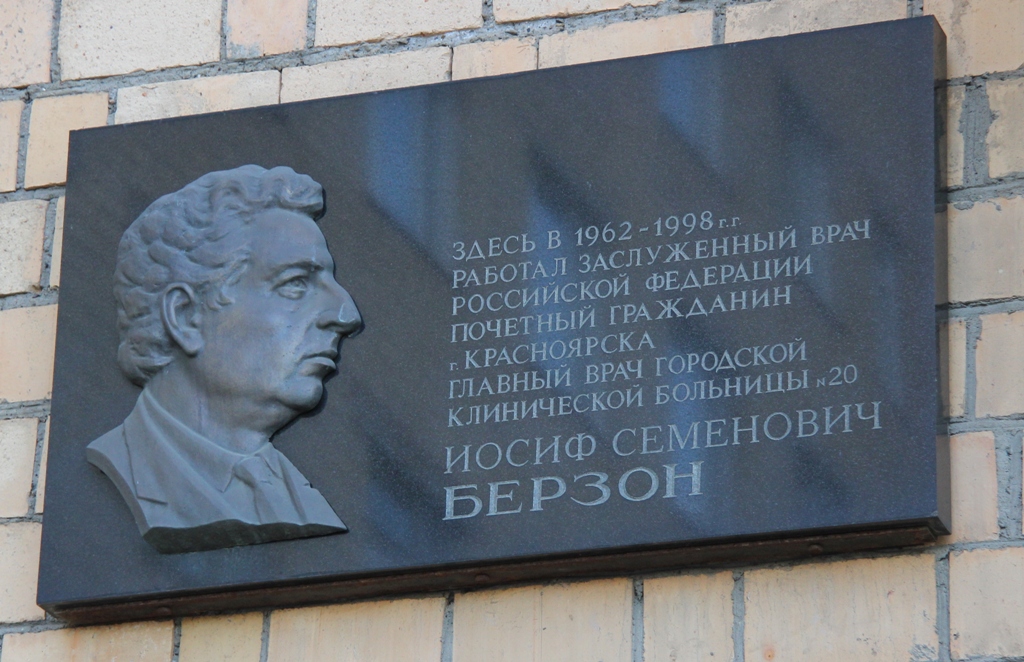 ЗДЕСЬ В 1962-1998 г.г.
РАБОТАЛ ЗАСЛУЖЕННЫЙ ВРАЧ
РОССИЙСКОЙ ФЕДЕРАЦИИ
ПОЧЕТНЫЙ ГРАЖДАНИН
г. КРАСНОЯРСКА
ГЛАВНЫЙ ВРАЧ ГОРОДСКОЙ
КЛИНИЧЕСКОЙ БОЛЬНИЦЫ N20
ИОСИФ СЕМЕНОВИЧ
БЕРЗОН